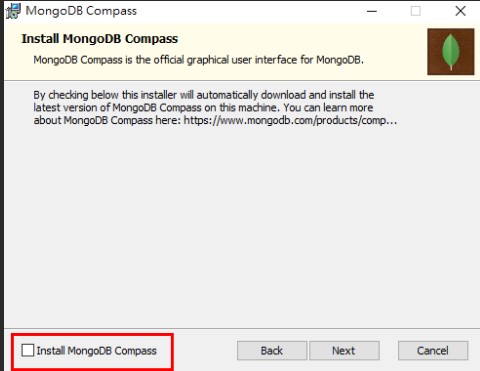 MongoDB Compass
Install MongoDB Compass
MongoDB Compass is the official graphical user interface for MongoDB.
By checking below this installer will automatically download and install the
latest version of MongoDB Compass on this machine. You can learn more
about MongoDB Compass here: https://www.mongodb.com/products/comp...
Install MongoDB Compass
Back
Next
Cancel